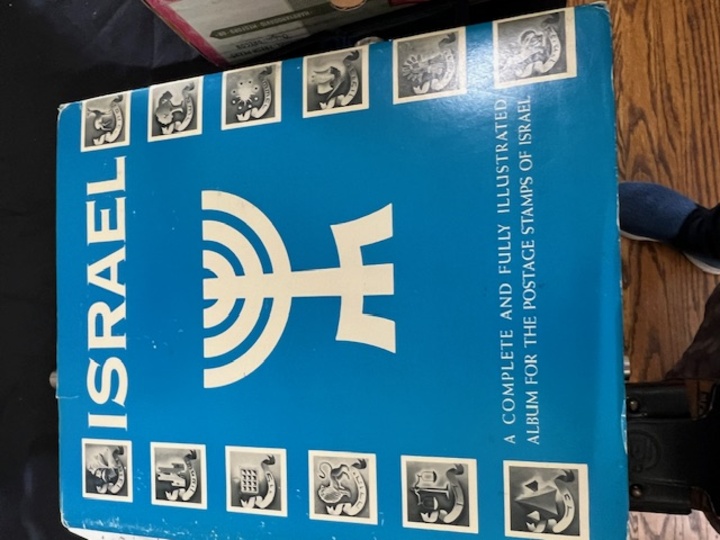 ISRAEL
A COMPLETE AND FULLY ILLUSTRATED
ALBUM FOR THE POSTAGE STAMPS OF ISRAEL